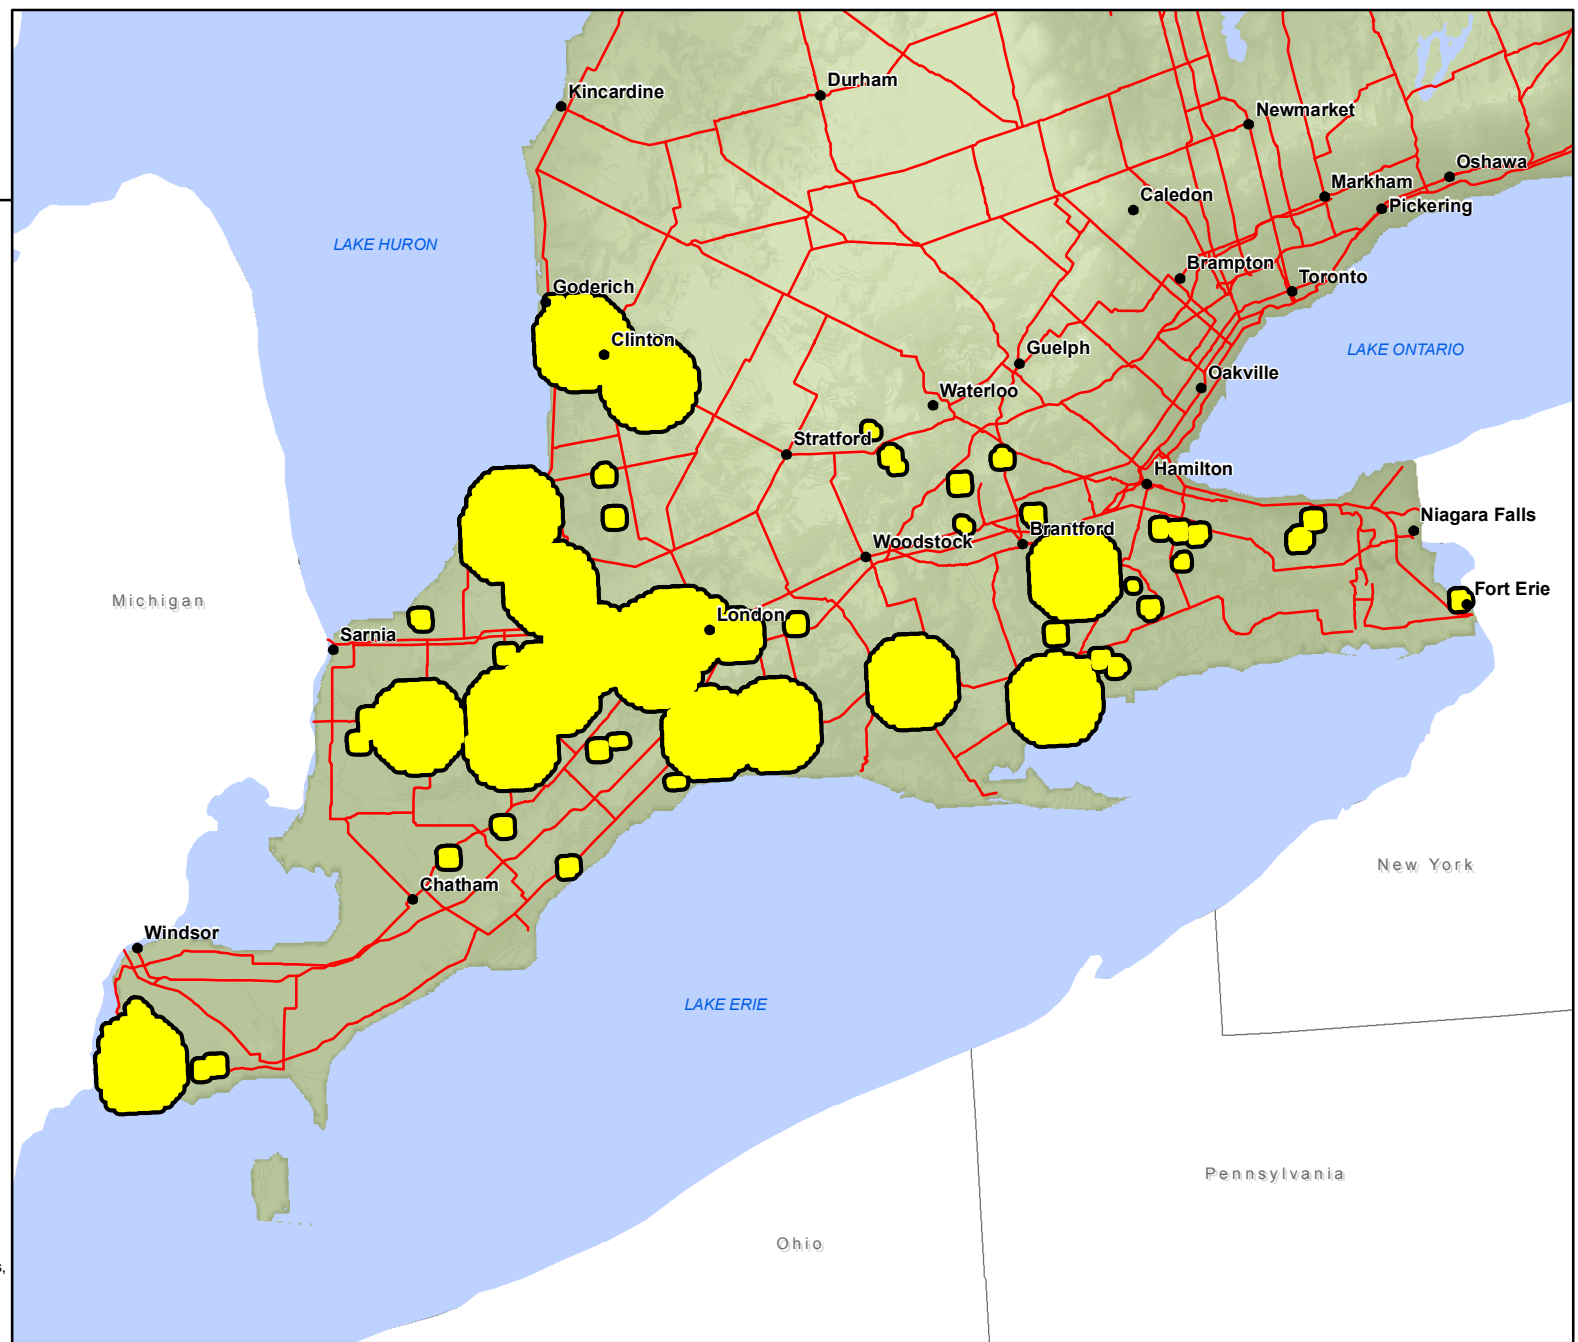 Durham
Kincardine
Newmarket
Oshawa
Markham
Caledon
Pickering
LAKE HURON
Brampton
Toronto
Goderich
Clinton
Guelph
LAKE ONTARIO
Oakville
Waterloo
Stratford
Hamilton
Niagara Falls
Brantford
Woodstock
Fort Erie
Michigan
London
Sarnia
New York
Chatham
Windsor
LAKE ERIE
Pennsylvania
Ohio